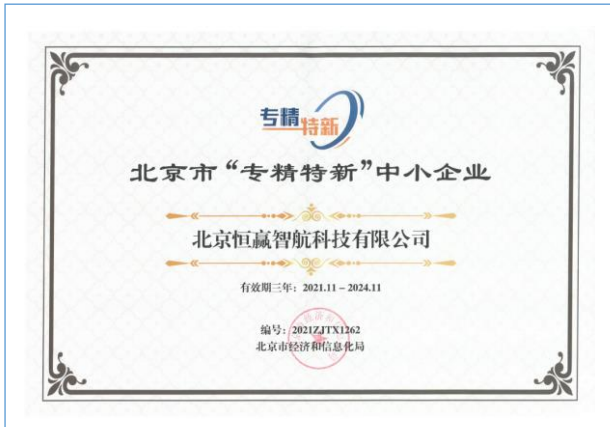 专精
特新
北京市“专精特新”中小企业
北京恒赢智航科技有限公司
有效期三年：2021.11－2024.11
编号：2021ZJTX1262
北京市经济和信息化局